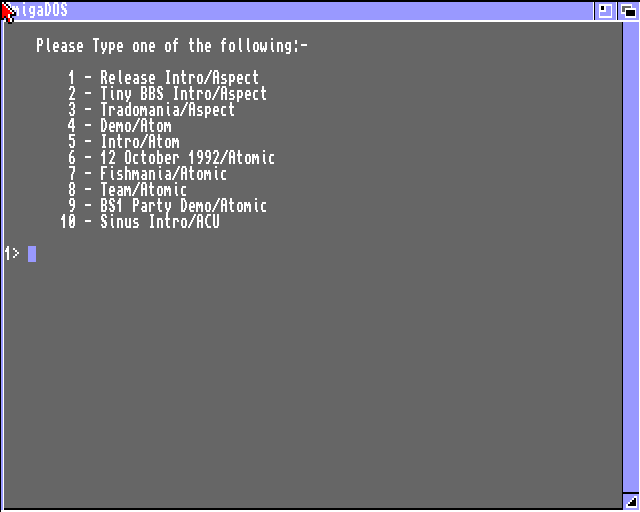 migaDOS
Please Type one of the following:-
1 - Release Intro/Aspect
2 - Tiny BBS Intro/Aspect
3 - Tradomania/Aspect
4 - Demo/Atom
5 - Intro/Atom
6 - 12 October 1992/Atomic
7 - Fishmania/Atomic
8 - Team/Atomic
9 - BS1 Party Demo/Atomic
10 - Sinus Intro/ACU
1>